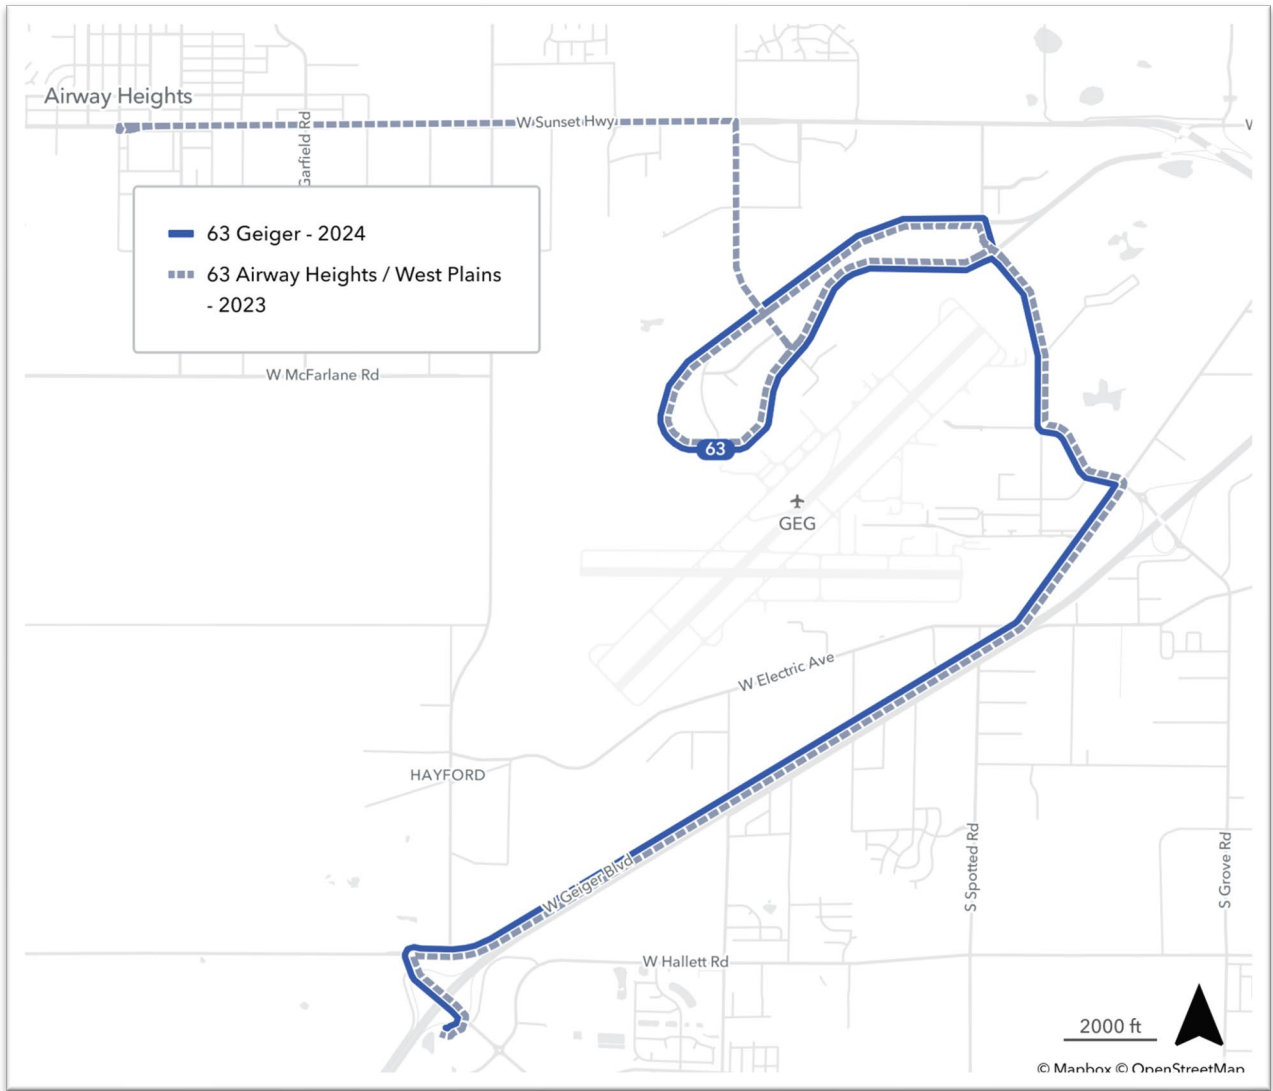 Airway Heights
W Sunset Hwy
Garfield Rd
63 Geiger - 2024
63 Airway Heights / West Plains
- 2023
W McFarlane Rd
63
GEG
W Electric Ave
HAYFORD
W Geiger Blvd
S Spotted Rd
S Grove Rd
W Hallett Rd
2000 ft
© Mapbox © OpenStreetMap